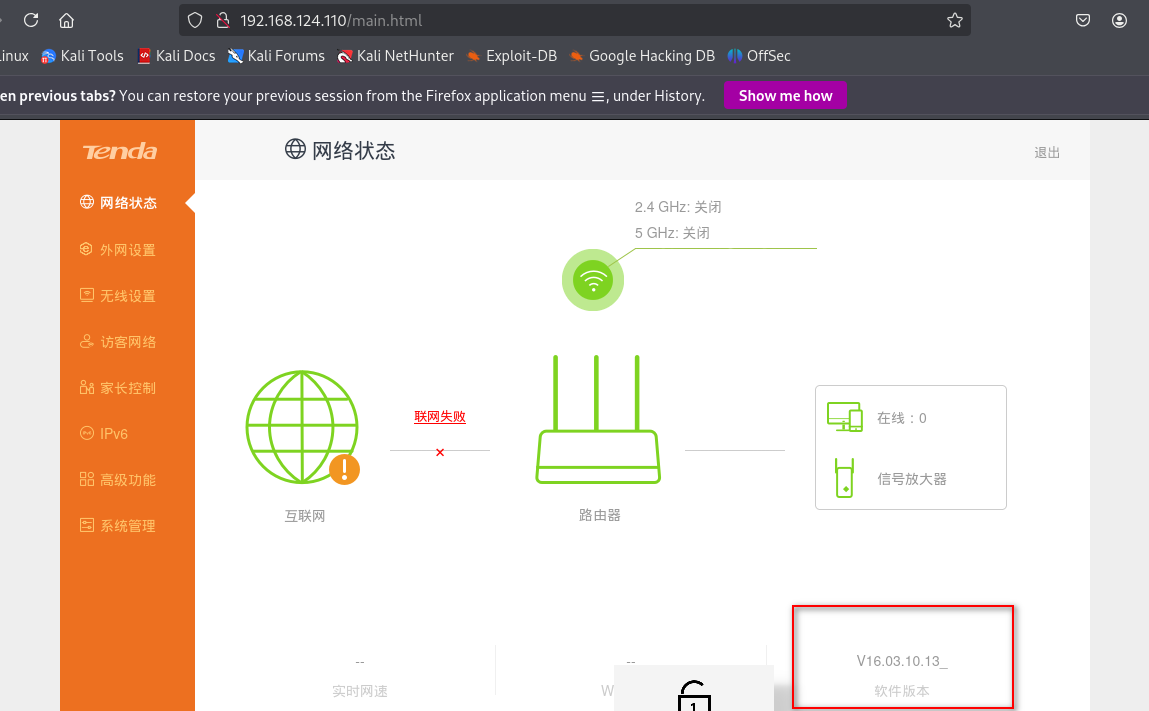 192.168.124.110/main.html
inux Kali Tools Kali Docs Kali Forums Kali NetHunter Exploit-DB Google Hacking DB OffSec
en previous tabs? You can restore your previous session from the Firefox application menu ☰, under History. Show me how
Tenda
网络状态
退出
网络状态
外网设置
无线设置
访客网络
家长控制
IPv6
高级功能
系统管理
2.4 GHz: 关闭
5 GHz: 关闭
联网失败
互联网
路由器
在线：0
信号放大器
--
实时网速
--
W
V16.03.10.13_
软件版本
1